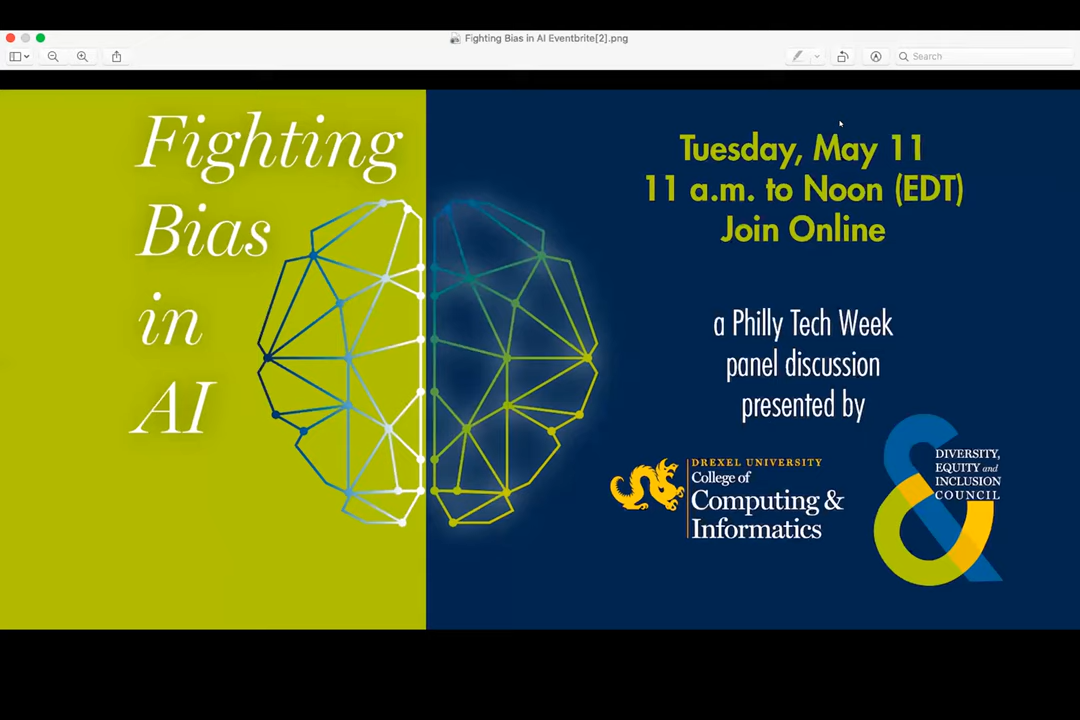 Fighting Bias in AI Eventbrite[2].png
Search
Fighting
Bias
in
AI
Tuesday, May 11
11 a.m. to Noon (EDT)
Join Online
a Philly Tech Week
panel discussion
presented by
DREXEL UNIVERSITY
College of
Computing &
Informatics
DIVERSITY,
EQUITY and
INCLUSION
COUNCIL